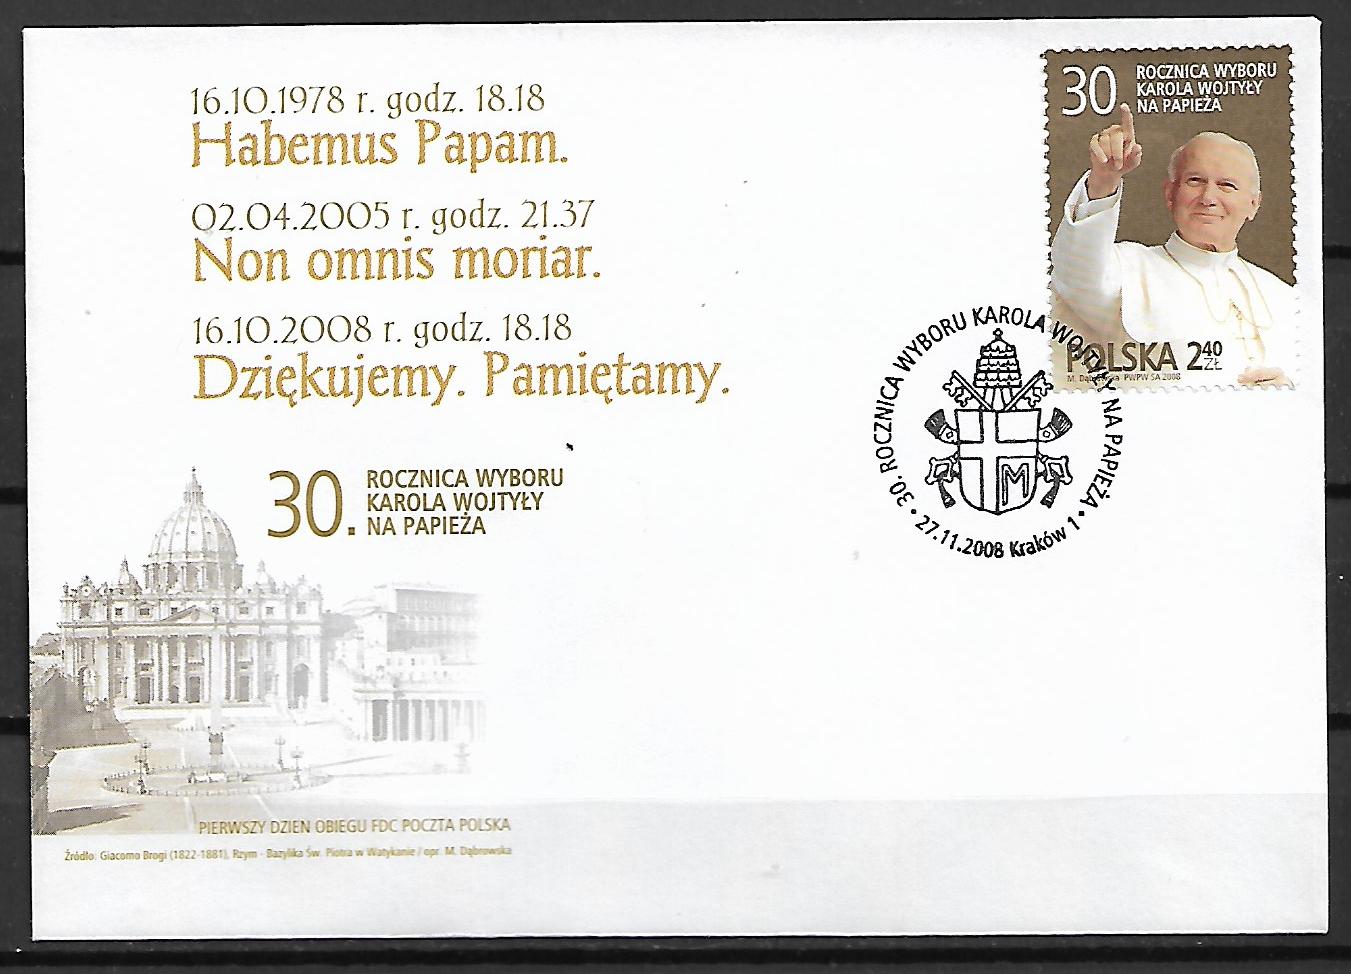 16.10.1978 r. godz. 18.18
Habemus Papam.
02.04.2005 r. godz. 21.37
Non omnis moriar.
16.10.2008 r. godz. 18.18
Dziękujemy. Pamiętamy.
30. ROCZNICA WYBORU
KAROLA WOJTYŁY
NA PAPIEŻA
30. ROCZNICA WYBORU
KAROLA WOJTYŁY
NA PAPIEŻA
POLSKA 2 40 ZŁ
M. Dąbrowska PWPW SA 2008
30. ROCZNICA WYBORU KAROLA WOJTYŁY NA PAPIEŻA
M
• 27.11.2008 Kraków 1 •
PIERWSZY DZIEŃ OBIEGU FDC POCZTA POLSKA
Źródło: Giacomo Brogi (1822-1881), Rzym - Bazylika Św. Piotra w Watykanie / opr. M. Dąbrowska